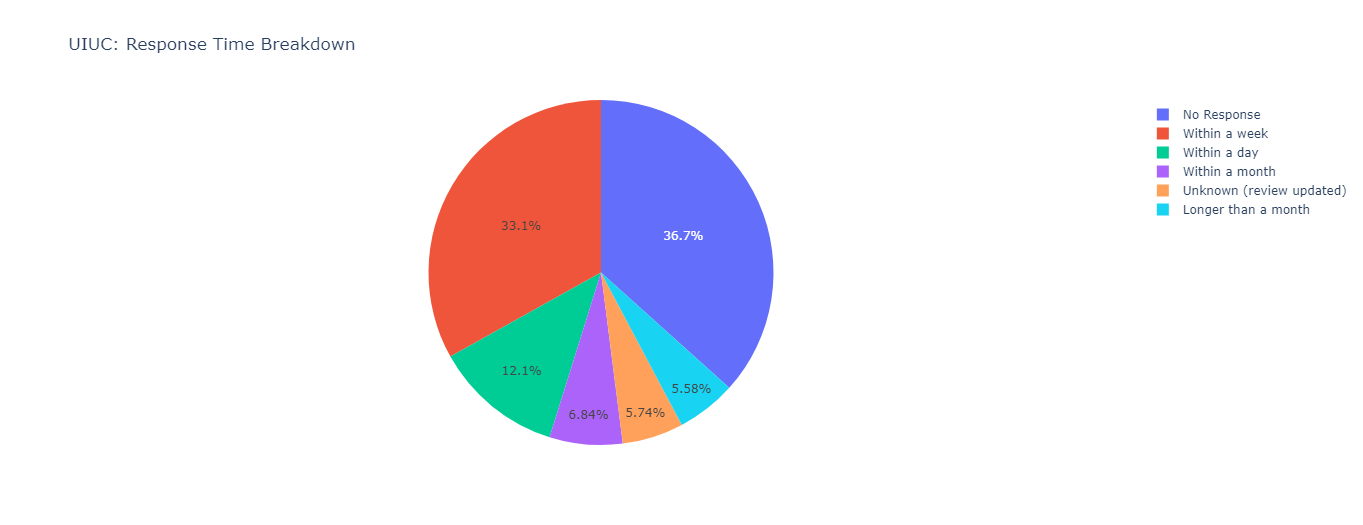 UIUC: Response Time Breakdown
No Response
Within a week
Within a day
Within a month
Unknown (review updated)
Longer than a month
33.1%
36.7%
12.1%
5.58%
6.84%
5.74%